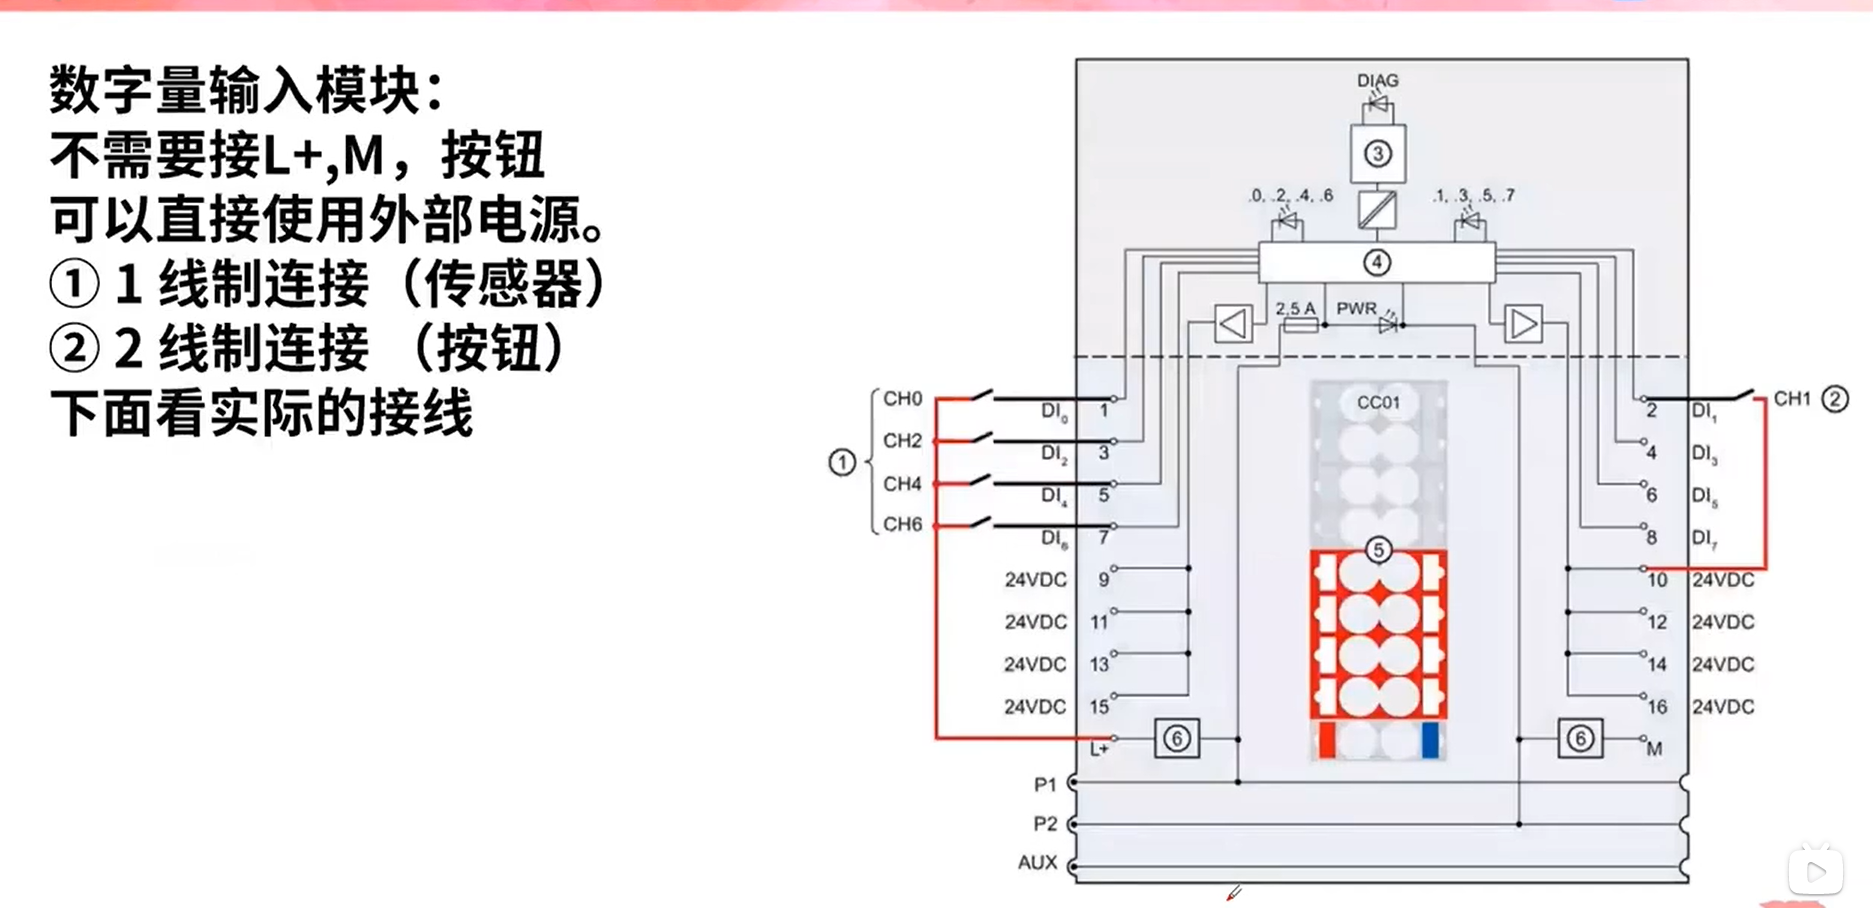 数字量输入模块：
不需要接L+,M，按钮
可以直接使用外部电源。
① 1 线制连接（传感器）
② 2 线制连接 （按钮）
下面看实际的接线
DIAG
③
.0, .2, .4, .6
.1, .3, .5, .7
④
2,5 A PWR
CC01
①
CH0
DI₀ 1
CH2
DI₂ 3
CH4
DI₄ 5
CH6
DI₆ 7
24VDC 9
24VDC 11
24VDC 13
24VDC 15
L+
⑥
⑤
CH1 ②
2 DI₁
4 DI₃
6 DI₅
8 DI₇
10 24VDC
12 24VDC
14 24VDC
16 24VDC
⑥
M
P1
P2
AUX